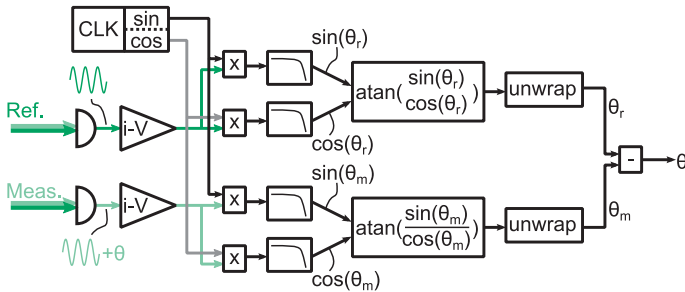 CLK
sin
cos
sin(θr)
x
atan(sin(θr)
cos(θr))
unwrap
Ref.
i-V
x
cos(θr)
θr
sin(θm)
-
θ
Meas.
i-V
x
atan(sin(θm)
cos(θm))
unwrap
θm
+θ
x
cos(θm)